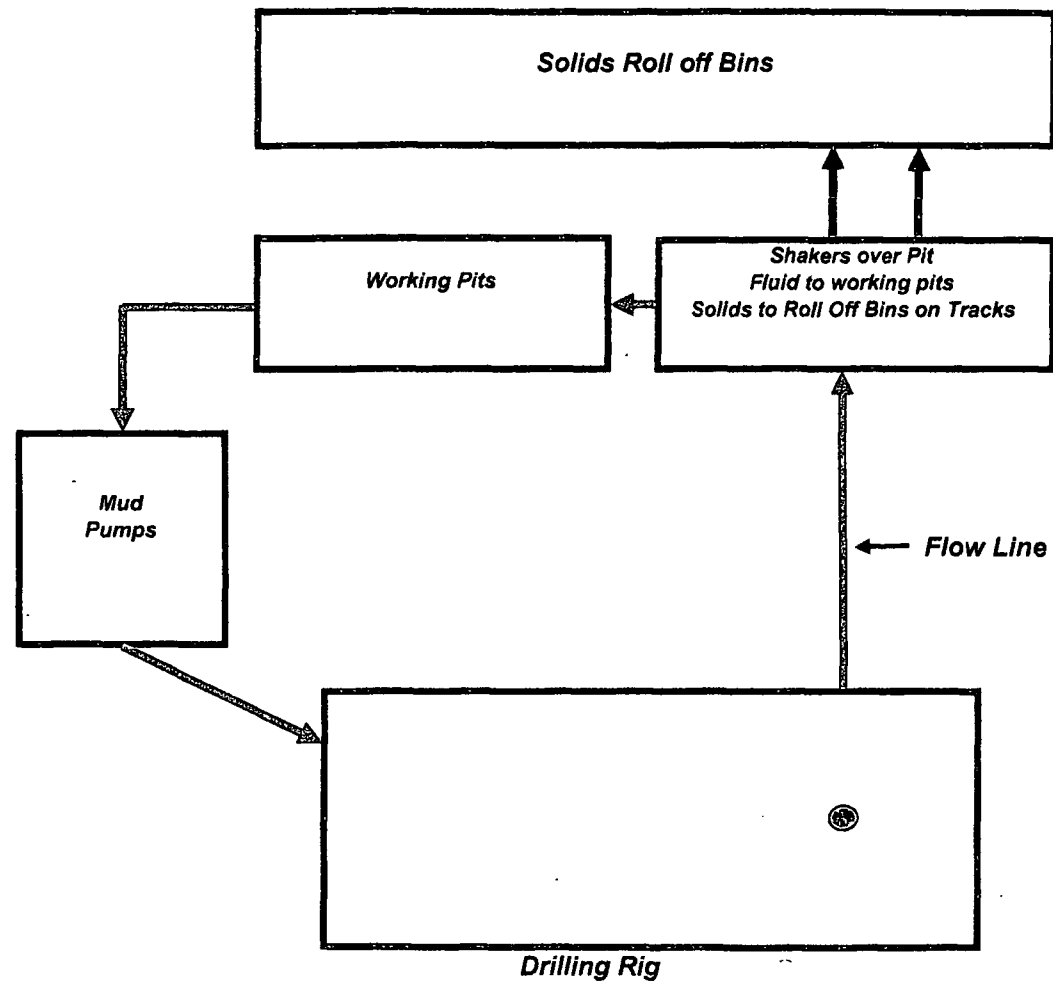 Solids Roll off Bins
Working Pits
Shakers over Pit
Fluid to working pits
Solids to Roll Off Bins on Tracks
Mud
Pumps
Flow Line
Drilling Rig